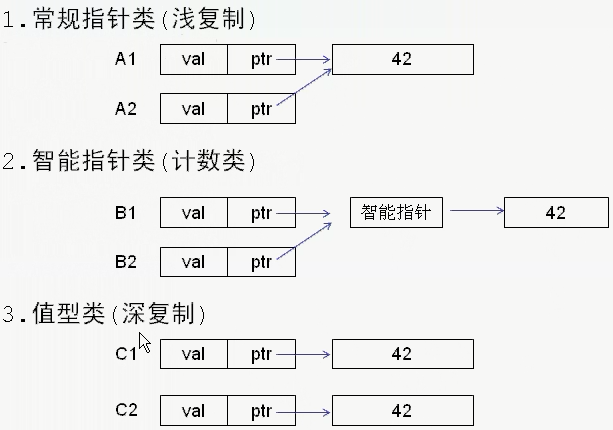 1.常规指针类(浅复制)
A1 val ptr 42
A2 val ptr
2.智能指针类(计数类)
B1 val ptr 智能指针 42
B2 val ptr
3.值型类(深复制)
C1 val ptr 42
C2 val ptr 42